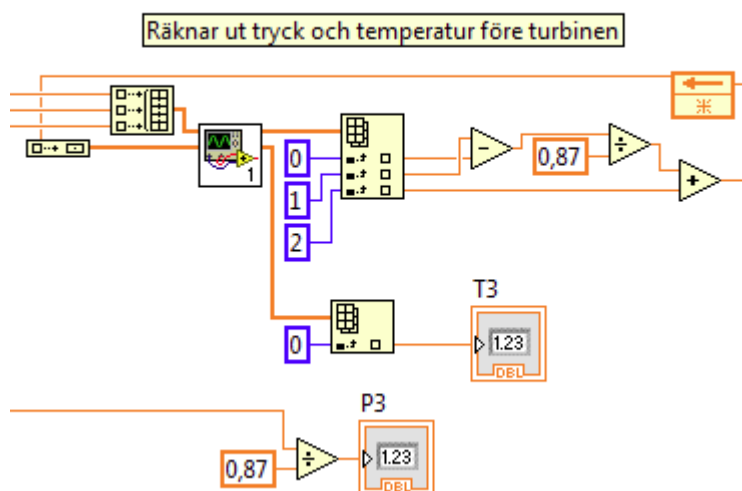 Räknar ut tryck och temperatur före turbinen
0
1
2
1
0,87
0
T3
1.23
DBL
P3
0,87
1.23
DBL